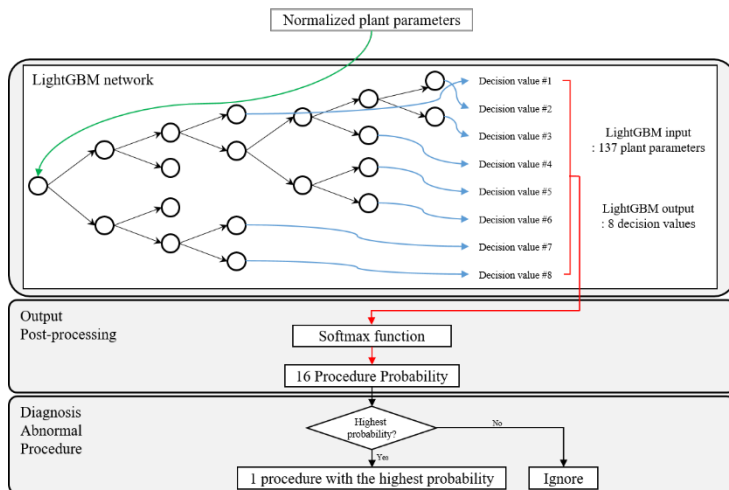 Normalized plant parameters
LightGBM network
Decision value #1
Decision value #2
Decision value #3
Decision value #4
Decision value #5
Decision value #6
Decision value #7
Decision value #8
LightGBM input
: 137 plant parameters
LightGBM output
: 8 decision values
Output
Post-processing
Softmax function
16 Procedure Probability
Diagnosis
Abnormal
Procedure
Highest
probability?
No
Yes
1 procedure with the highest probability
Ignore